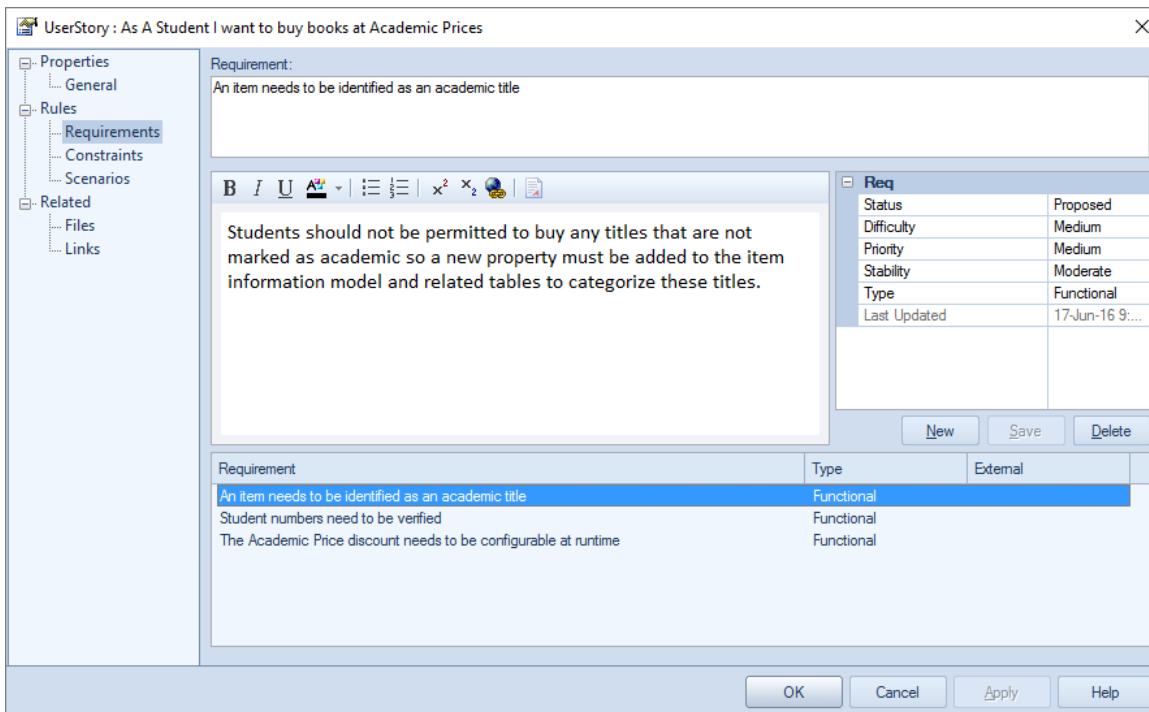 UserStory : As A Student I want to buy books at Academic Prices
Properties
General
Rules
Requirements
Constraints
Scenarios
Related
Files
Links
Requirement:
An item needs to be identified as an academic title
B I U A x² x₂
Students should not be permitted to buy any titles that are not
marked as academic so a new property must be added to the item
information model and related tables to categorize these titles.
Req
Status Proposed
Difficulty Medium
Priority Medium
Stability Moderate
Type Functional
Last Updated 17-Jun-16 9:...
New Save Delete
Requirement Type External
An item needs to be identified as an academic title Functional
Student numbers need to be verified Functional
The Academic Price discount needs to be configurable at runtime Functional
OK Cancel Apply Help